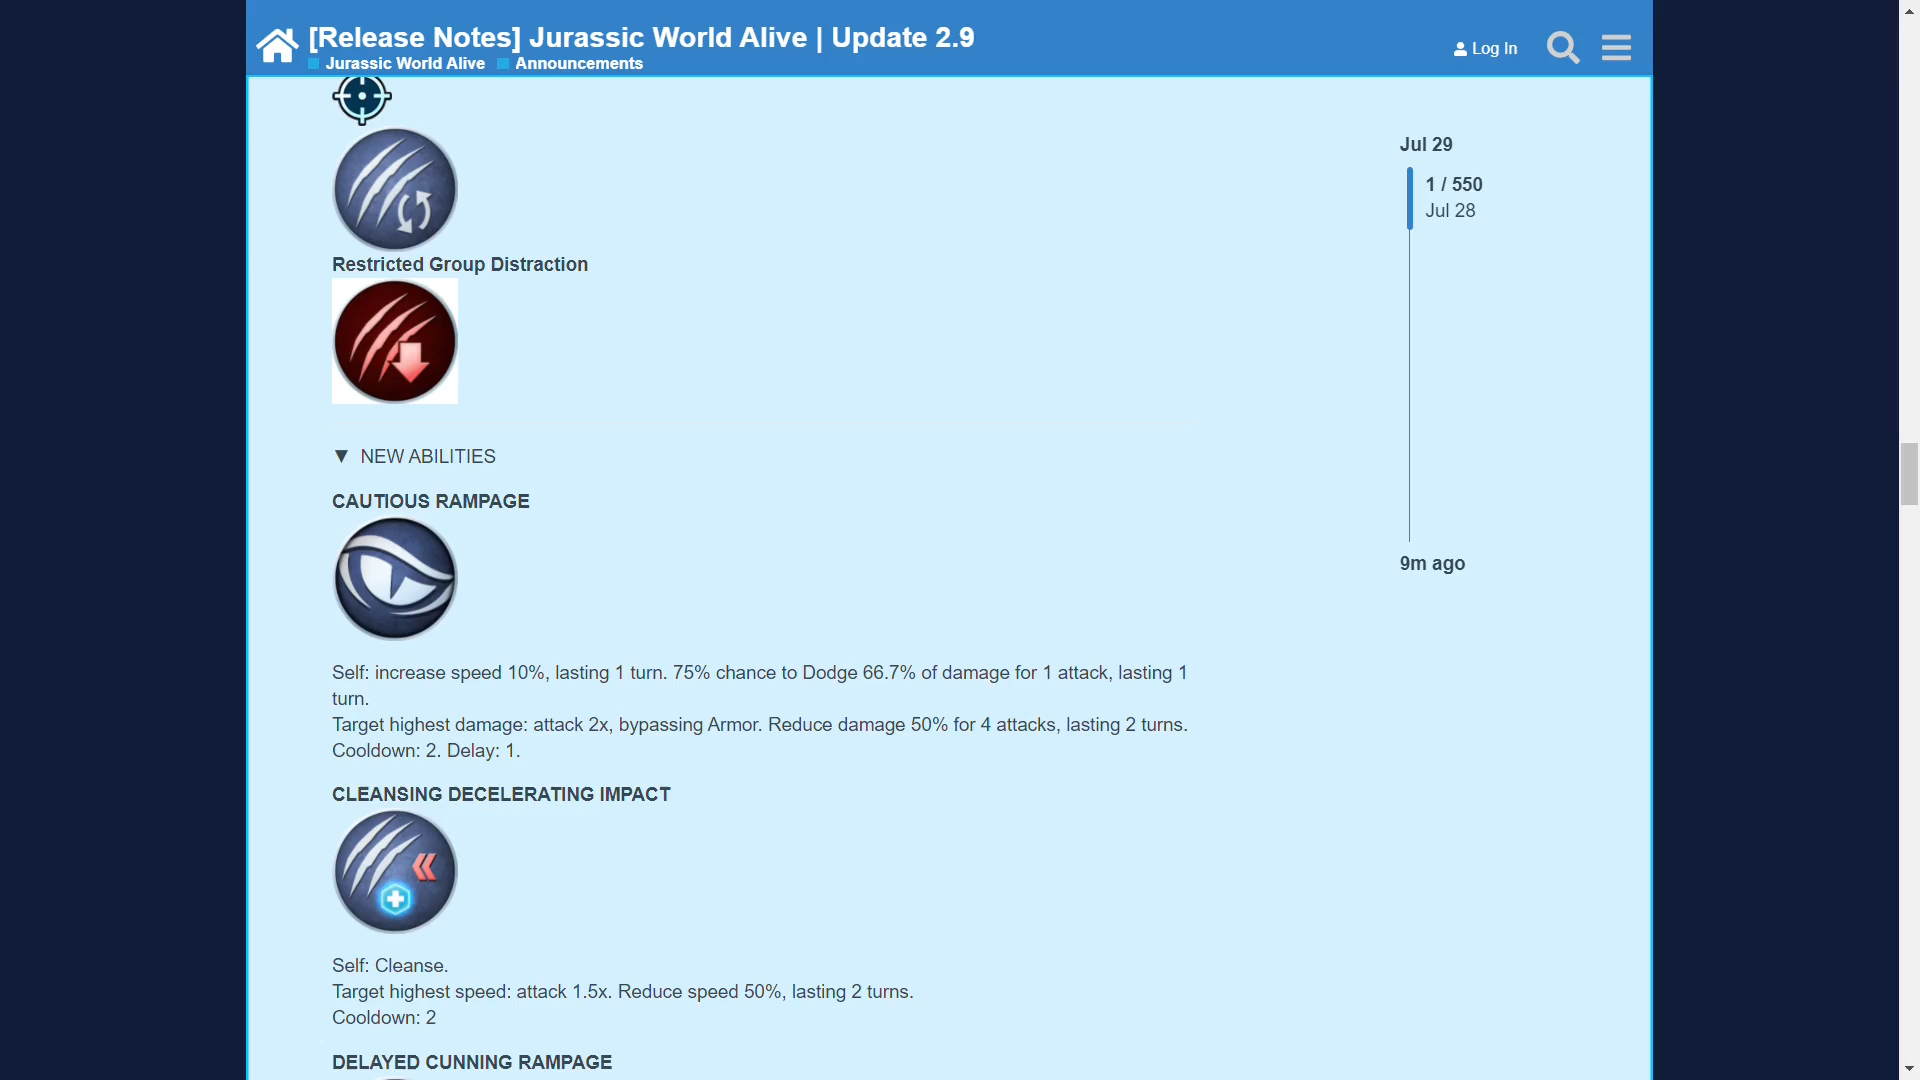 [Release Notes] Jurassic World Alive | Update 2.9
Jurassic World Alive Announcements
Log In
Jul 29
1 / 550
Jul 28
9m ago
Restricted Group Distraction
▼ NEW ABILITIES
CAUTIOUS RAMPAGE
Self: increase speed 10%, lasting 1 turn. 75% chance to Dodge 66.7% of damage for 1 attack, lasting 1
turn.
Target highest damage: attack 2x, bypassing Armor. Reduce damage 50% for 4 attacks, lasting 2 turns.
Cooldown: 2. Delay: 1.
CLEANSING DECELERATING IMPACT
Self: Cleanse.
Target highest speed: attack 1.5x. Reduce speed 50%, lasting 2 turns.
Cooldown: 2
DELAYED CUNNING RAMPAGE